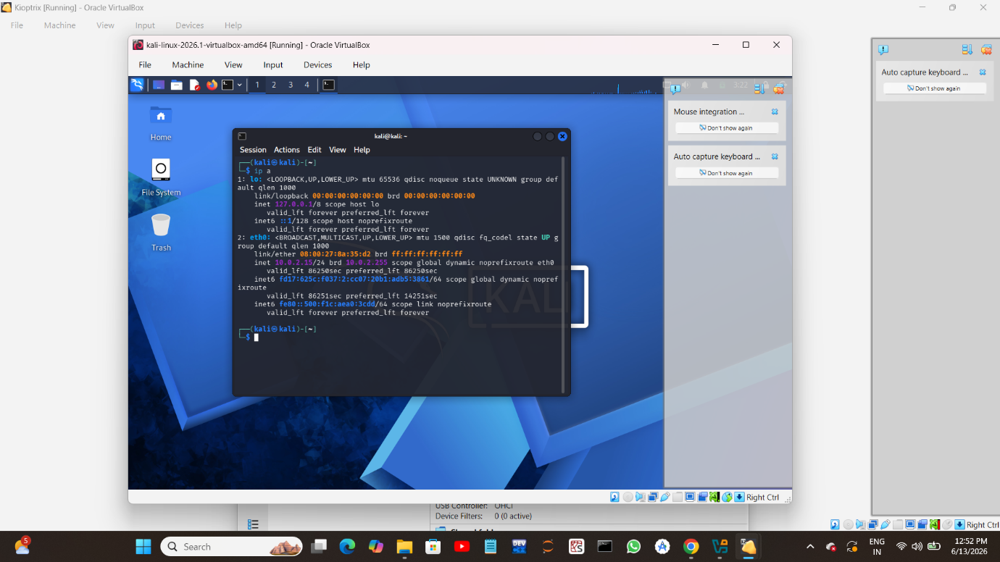 Kioptrix [Running] - Oracle VirtualBox
File Machine View Input Devices Help
kali-linux-2026.1-virtualbox-amd64 [Running] - Oracle VirtualBox
File Machine View Input Devices Help
1 2 3 4
3:22
Home
File System
Trash
kali@kali: ~
Session Actions Edit View Help
┌──(kali㉿kali)-[~]
└─$ ip a
1: lo: <LOOPBACK,UP,LOWER_UP> mtu 65536 qdisc noqueue state UNKNOWN group def
ault qlen 1000
link/loopback 00:00:00:00:00:00 brd 00:00:00:00:00:00
inet 127.0.0.1/8 scope host lo
valid_lft forever preferred_lft forever
inet6 ::1/128 scope host noprefixroute
valid_lft forever preferred_lft forever
2: eth0: <BROADCAST,MULTICAST,UP,LOWER_UP> mtu 1500 qdisc fq_codel state UP g
roup default qlen 1000
link/ether 08:00:27:8a:35:d2 brd ff:ff:ff:ff:ff:ff
inet 10.0.2.15/24 brd 10.0.2.255 scope global dynamic noprefixroute eth0
valid_lft 86250sec preferred_lft 86250sec
inet6 fd17:625c:f037:2:cc07:20b1:adb5:3861/64 scope global dynamic nopref
ixroute
valid_lft 86251sec preferred_lft 14251sec
inet6 fe80::500:f1c:aea0:3cdd/64 scope link noprefixroute
valid_lft forever preferred_lft forever
┌──(kali㉿kali)-[~]
└─$
KALI
Mouse integration ...
Don't show again
Auto capture keyboard ...
Don't show again
Right Ctrl
Auto capture keyboard ...
Don't show again
Right Ctrl
USB Controller: OHCI
Device Filters: 0 (0 active)
5
Search
DEV
ENG
IN
12:52 PM
6/13/2026